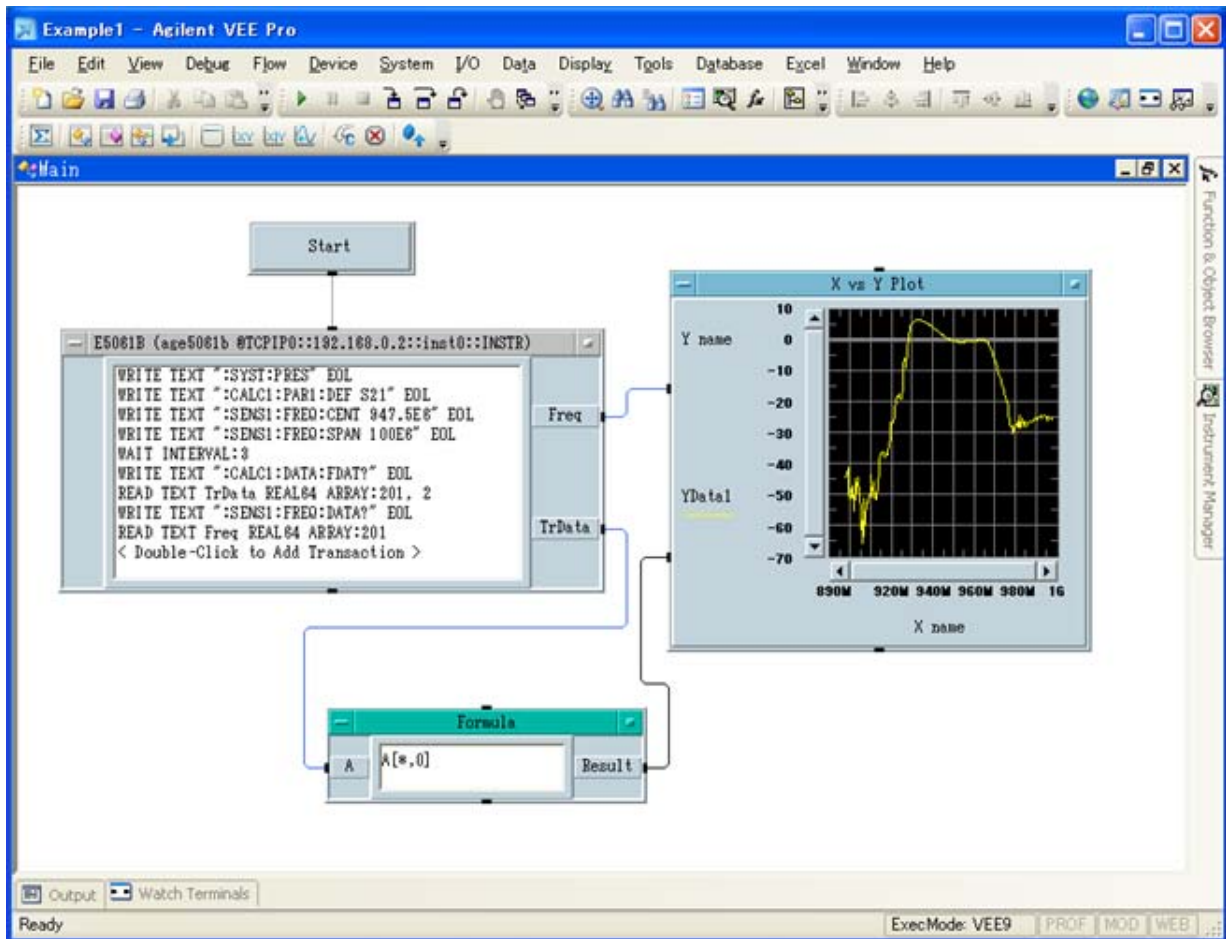 Example1 - Agilent VEE Pro
File Edit View Debug Flow Device System I/O Data Display Tools Database Excel Window Help
Main
Start
E5061B (age5061b @TCPIP0::192.168.0.2::inst0::INSTR)
WRITE TEXT ":SYST:PRES" EOL
WRITE TEXT ":CALC1:PAR1:DEF S21" EOL
WRITE TEXT ":SENS1:FREQ:CENT 947.5E6" EOL
WRITE TEXT ":SENS1:FREQ:SPAN 100E6" EOL
WAIT INTERVAL:3
WRITE TEXT ":CALC1:DATA:FDAT?" EOL
READ TEXT TrData REAL64 ARRAY:201, 2
WRITE TEXT ":SENS1:FREQ:DATA?" EOL
READ TEXT Freq REAL64 ARRAY:201
< Double-Click to Add Transaction >
Freq
TrData
X vs Y Plot
Y name
YData1
10
0
-10
-20
-30
-40
-50
-60
-70
890M 920M 940M 960M 980M 1G
X name
Formula
A
A[*,0]
Result
Function & Object Browser
Instrument Manager
Output Watch Terminals
Ready
ExecMode: VEE9 PROF MOD WEB